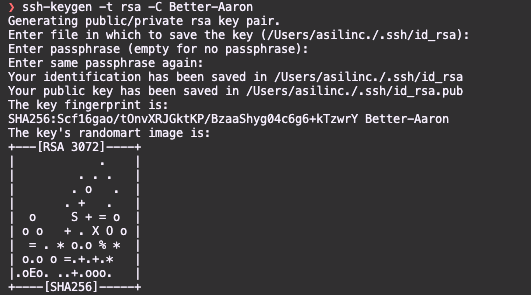 ❯ ssh-keygen -t rsa -C Better-Aaron
Generating public/private rsa key pair.
Enter file in which to save the key (/Users/asilinc./.ssh/id_rsa):
Enter passphrase (empty for no passphrase):
Enter same passphrase again:
Your identification has been saved in /Users/asilinc./.ssh/id_rsa
Your public key has been saved in /Users/asilinc./.ssh/id_rsa.pub
The key fingerprint is:
SHA256:Scf16gao/tOnvXRJGktKP/BzaaShyg04c6g6+kTzwrY Better-Aaron
The key's randomart image is:
+---[RSA 3072]----+
|            .    |
|         . . .   |
|        . o   .  |
|       . +   .   |
|  o     S + = o  |
| o o   + . X O o |
|  = . * o.o % *  |
| o.o o =.+.+.*   |
|.oEo. ..+.ooo.   |
+----[SHA256]-----+